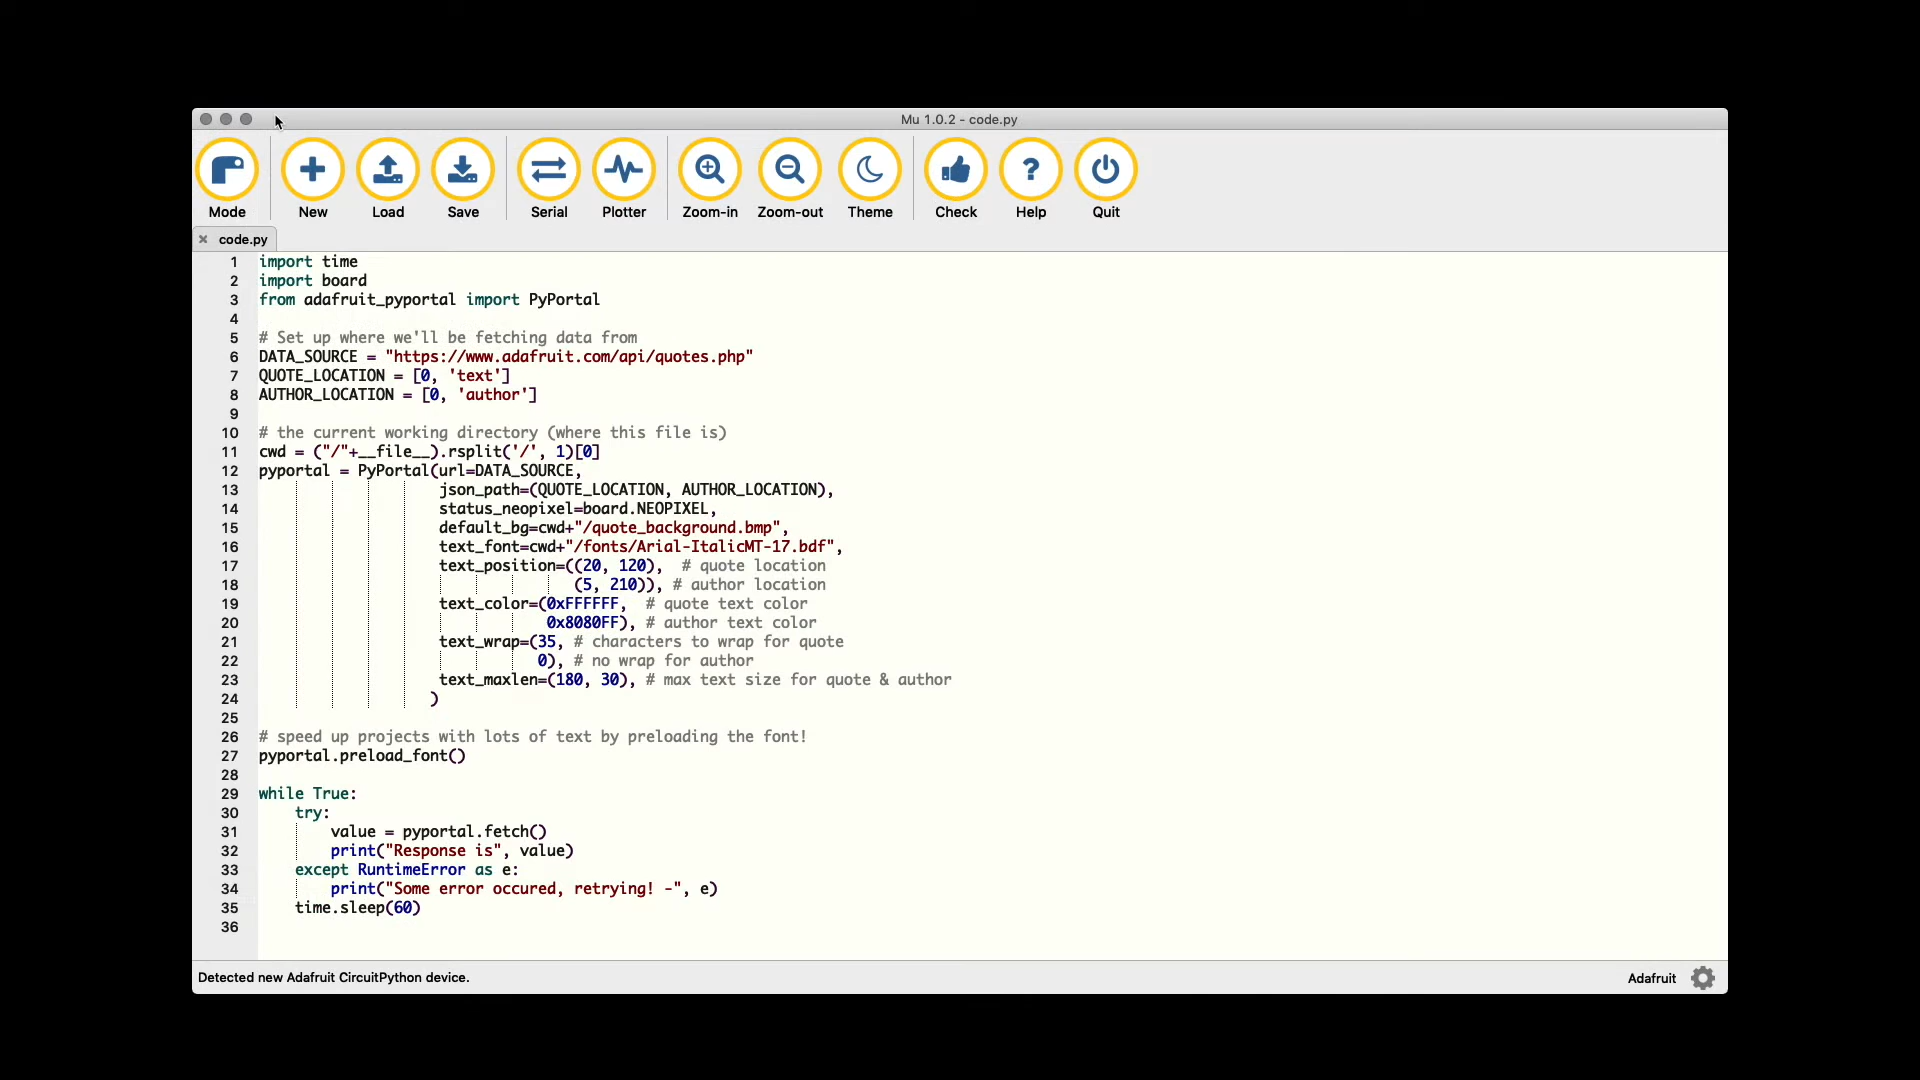 Mu 1.0.2 - code.py
Mode New Load Save Serial Plotter Zoom-in Zoom-out Theme Check Help Quit
code.py
1 import time
2 import board
3 from adafruit_pyportal import PyPortal
4
5 # Set up where we'll be fetching data from
6 DATA_SOURCE = "https://www.adafruit.com/api/quotes.php"
7 QUOTE_LOCATION = [0, 'text']
8 AUTHOR_LOCATION = [0, 'author']
9
10 # the current working directory (where this file is)
11 cwd = ("/"+__file__).rsplit('/', 1)[0]
12 pyportal = PyPortal(url=DATA_SOURCE,
13                     json_path=(QUOTE_LOCATION, AUTHOR_LOCATION),
14                     status_neopixel=board.NEOPIXEL,
15                     default_bg=cwd+"/quote_background.bmp",
16                     text_font=cwd+"/fonts/Arial-ItalicMT-17.bdf",
17                     text_position=((20, 120),  # quote location
18                                    (5, 210)), # author location
19                     text_color=(0xFFFFFF,  # quote text color
20                                 0x8080FF), # author text color
21                     text_wrap=(35, # characters to wrap for quote
22                                0), # no wrap for author
23                     text_maxlen=(180, 30), # max text size for quote & author
24                    )
25
26 # speed up projects with lots of text by preloading the font!
27 pyportal.preload_font()
28
29 while True:
30     try:
31         value = pyportal.fetch()
32         print("Response is", value)
33     except RuntimeError as e:
34         print("Some error occured, retrying! -", e)
35     time.sleep(60)
36
Detected new Adafruit CircuitPython device. Adafruit